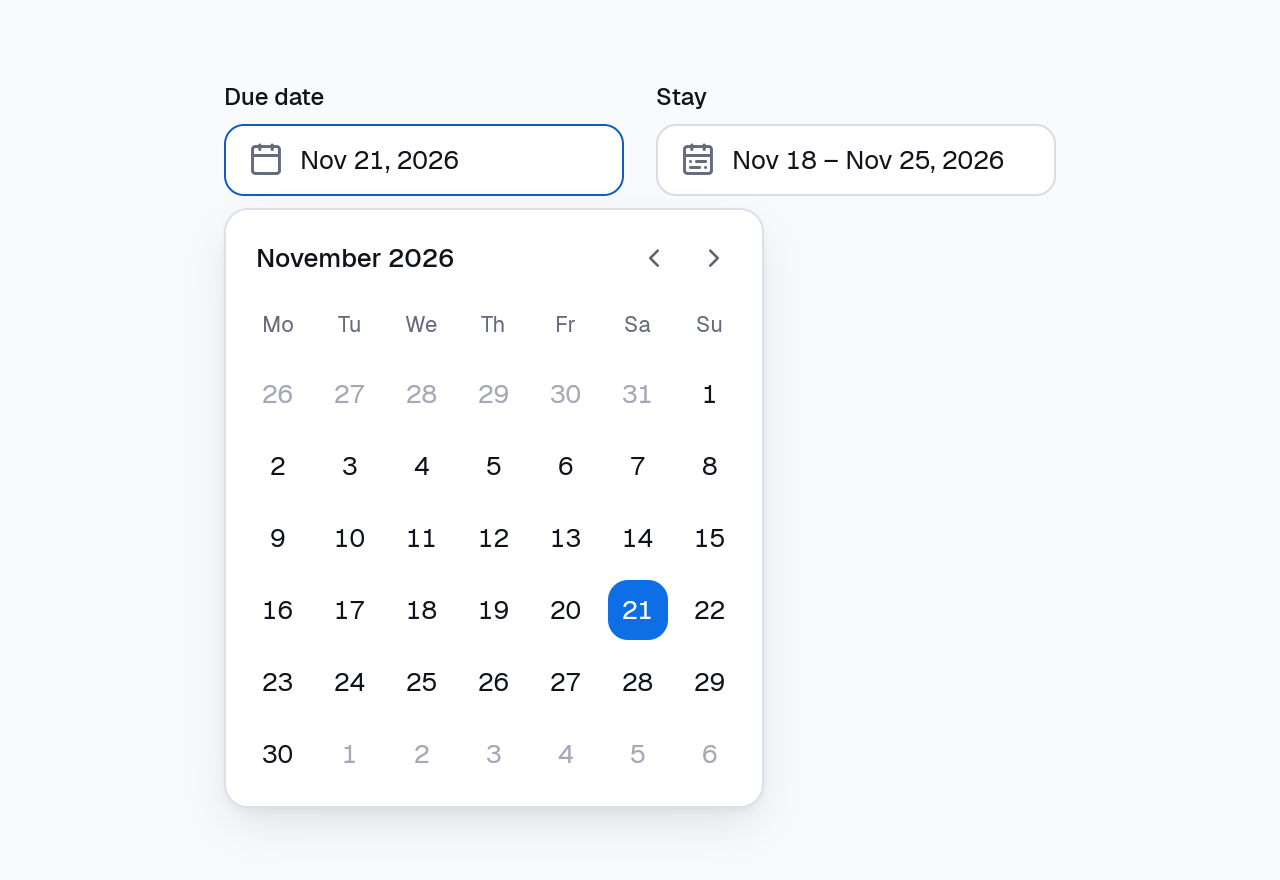 Due date
Stay
Nov 21, 2026
Nov 18 – Nov 25, 2026
November 2026
Mo Tu We Th Fr Sa Su
26 27 28 29 30 31 1
2 3 4 5 6 7 8
9 10 11 12 13 14 15
16 17 18 19 20 21 22
23 24 25 26 27 28 29
30 1 2 3 4 5 6